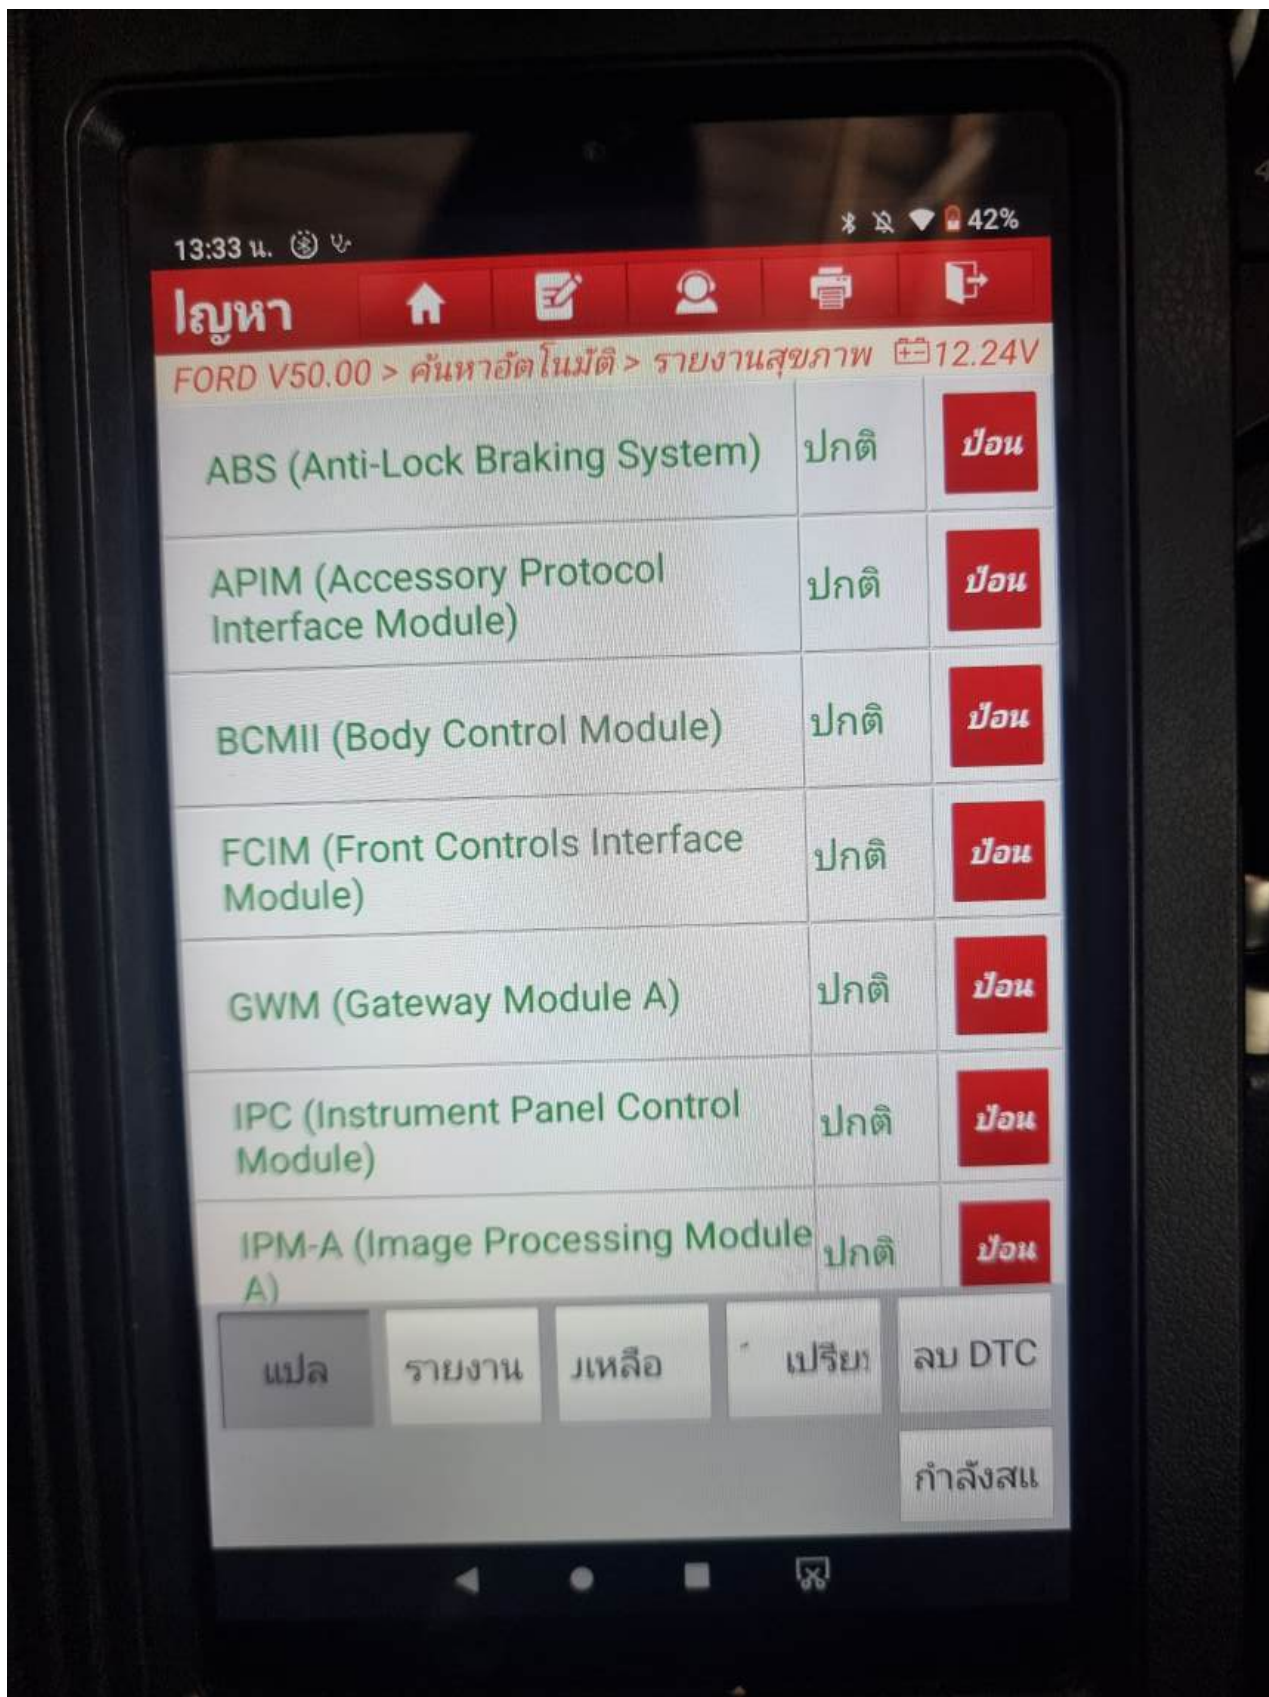 13:33 น.
42%
ไญหา
FORD V50.00 > ค้นหาอัตโนมัติ > รายงานสุขภาพ 12.24V
ABS (Anti-Lock Braking System) ปกติ ป้อน
APIM (Accessory Protocol
Interface Module) ปกติ ป้อน
BCMII (Body Control Module) ปกติ ป้อน
FCIM (Front Controls Interface
Module) ปกติ ป้อน
GWM (Gateway Module A) ปกติ ป้อน
IPC (Instrument Panel Control
Module) ปกติ ป้อน
IPM-A (Image Processing Module
A) ปกติ ป้อน
แปล รายงาน มเหลือ เปรียบ ลบ DTC
กำลังสแ